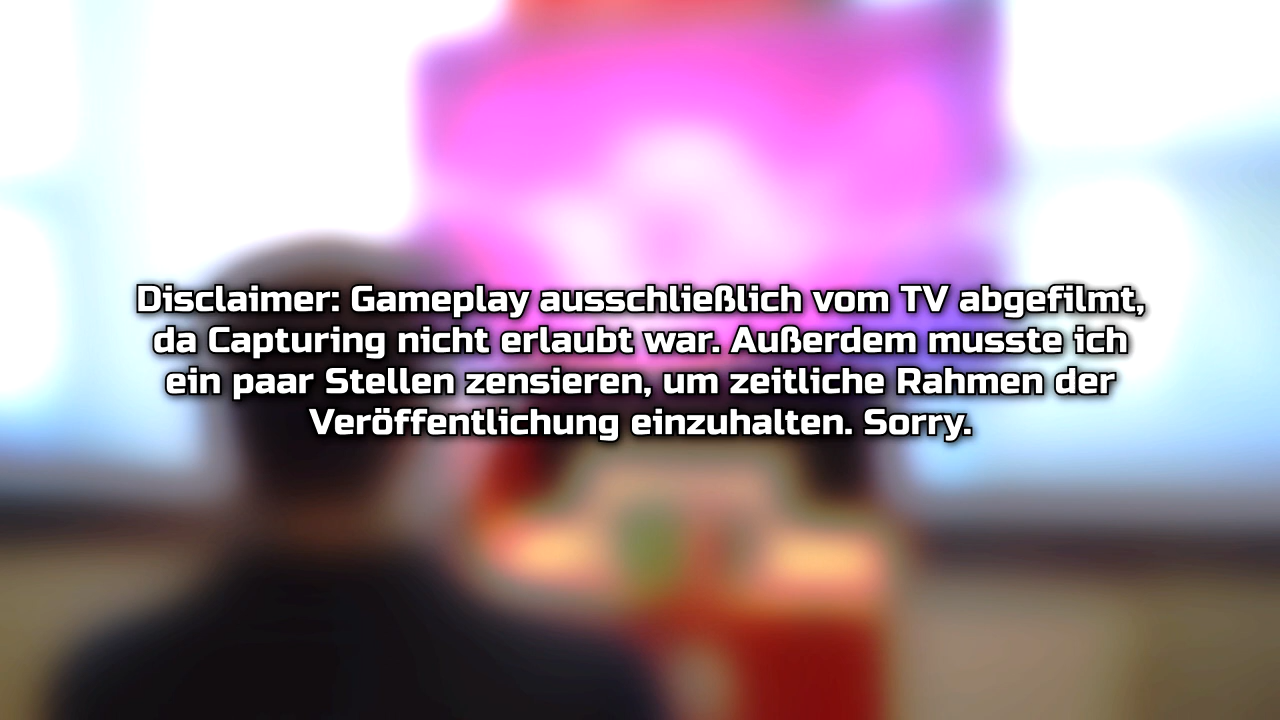 Disclaimer: Gameplay ausschließlich vom TV abgefilmt,
da Capturing nicht erlaubt war. Außerdem musste ich
ein paar Stellen zensieren, um zeitliche Rahmen der
Veröffentlichung einzuhalten. Sorry.